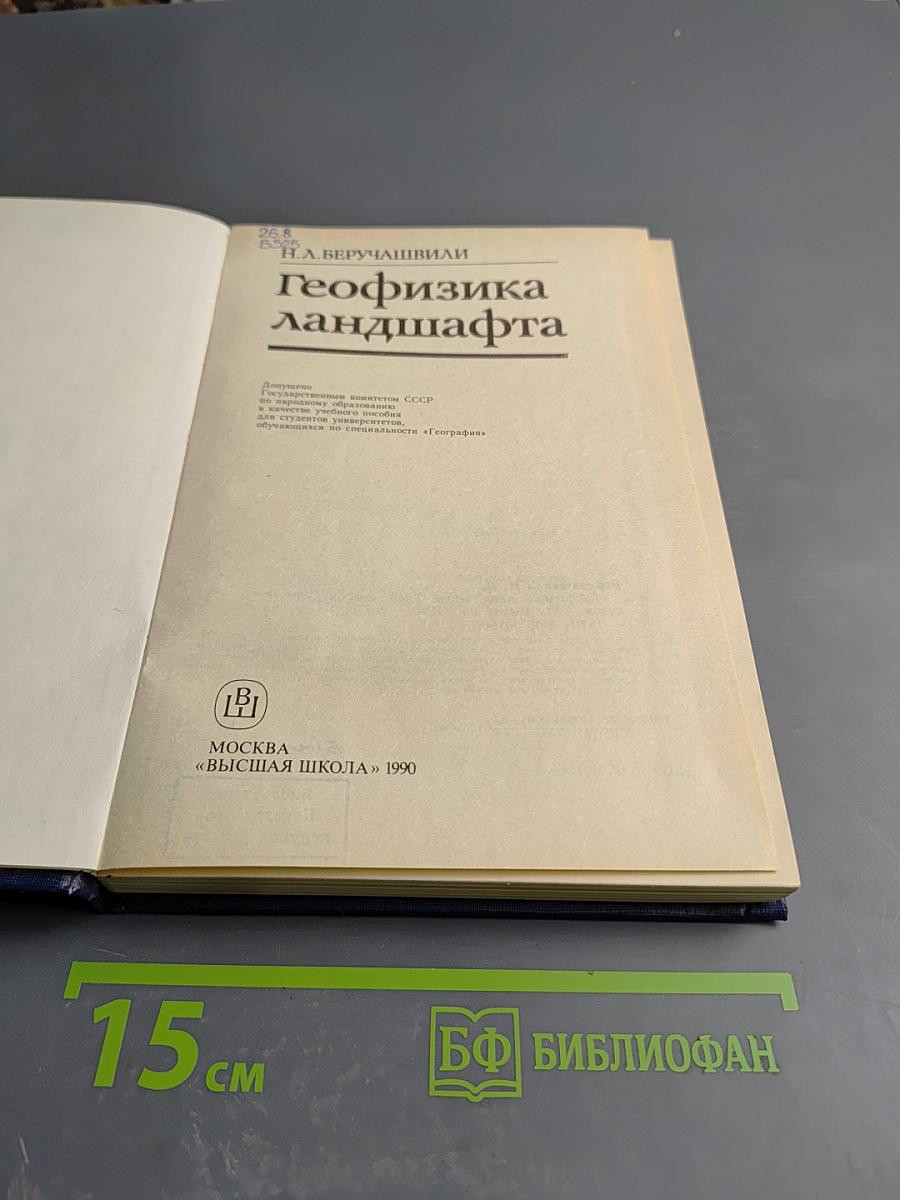 26.8
Б525
Н.Л.БЕРУЧАШВИЛИ
Геофизика
ландшафта
Допущено
Государственным комитетом СССР
по народному образованию
в качестве учебного пособия
для студентов университетов,
обучающихся по специальности «География»
ВШ
МОСКВА
«ВЫСШАЯ ШКОЛА» 1990
15 см
БФ БИБЛИОФАН